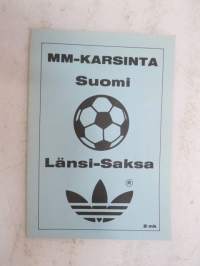 MM-KARSINTA
Suomi
Länsi-Saksa
®